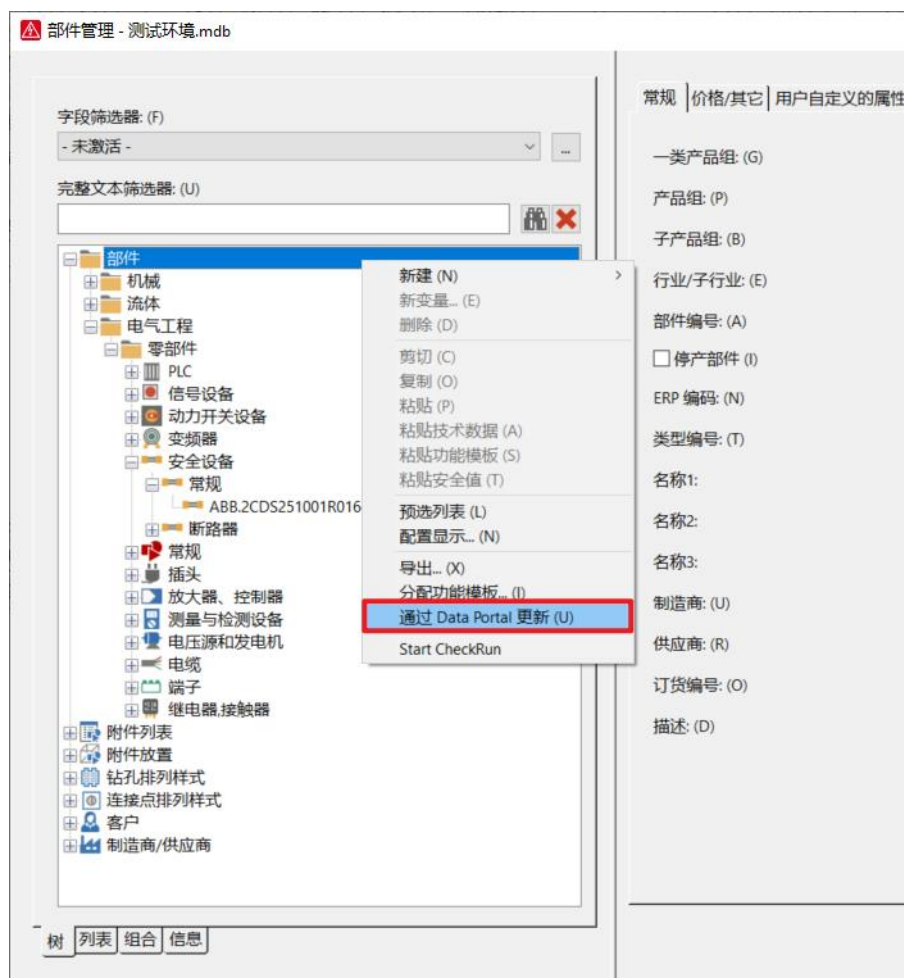 部件管理 - 测试环境.mdb
字段筛选器: (F)
- 未激活 -
...
完整文本筛选器: (U)
部件
机械
流体
电气工程
零部件
PLC
信号设备
动力开关设备
变频器
安全设备
常规
ABB.2CDS251001R016
断路器
常规
插头
放大器、控制器
测量与检测设备
电压源和发电机
电缆
端子
继电器,接触器
附件列表
附件放置
钻孔排列样式
连接点排列样式
客户
制造商/供应商
树 列表 组合 信息
新建 (N)
新变量... (E)
删除 (D)
剪切 (C)
复制 (O)
粘贴 (P)
粘贴技术数据 (A)
粘贴功能模板 (S)
粘贴安全值 (T)
预选列表 (L)
配置显示... (N)
导出... (X)
分配功能模板... (I)
通过 Data Portal 更新 (U)
Start CheckRun
常规 价格/其它 用户自定义的属性
一类产品组: (G)
产品组: (P)
子产品组: (B)
行业/子行业: (E)
部件编号: (A)
停产部件 (I)
ERP 编码: (N)
类型编号: (T)
名称1:
名称2:
名称3:
制造商: (U)
供应商: (R)
订货编号: (O)
描述: (D)